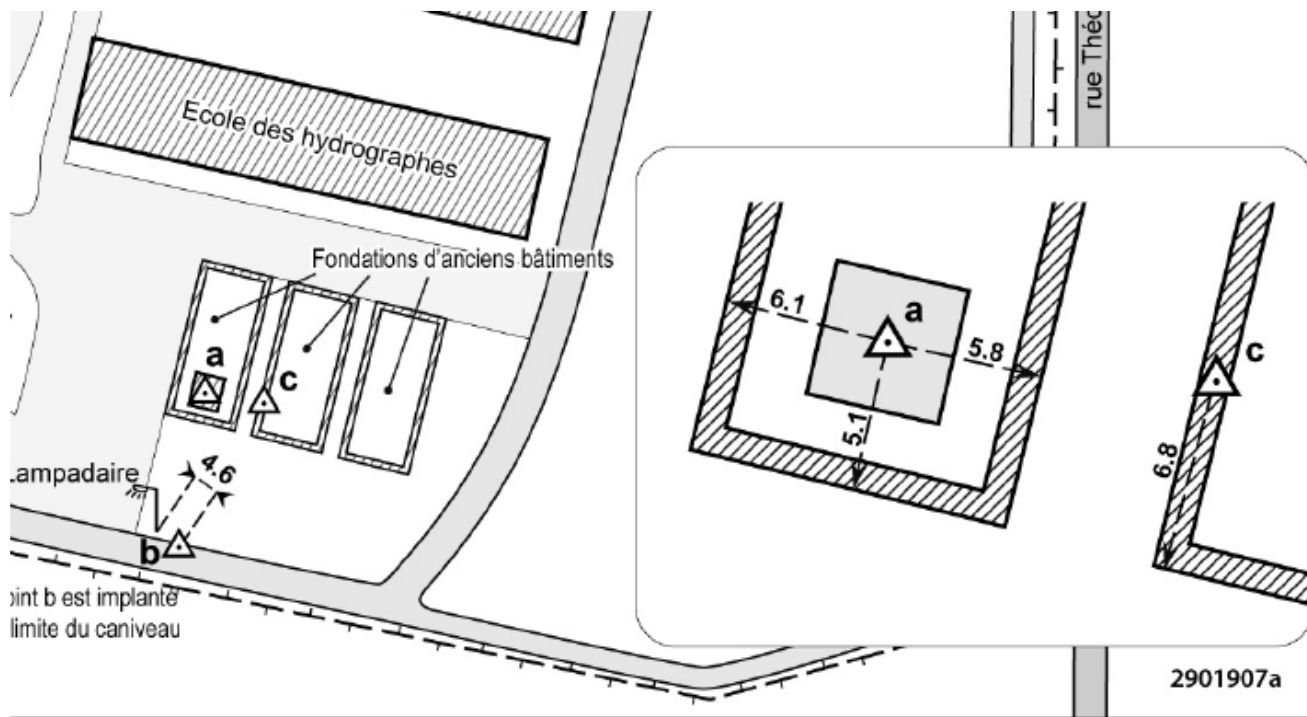 rue Théo
Ecole des hydrographes
Fondations d'anciens bâtiments
a
c
4.6
Lampadaire
b
oint b est implanté
limite du caniveau
6.1
a
5.8
5.1
c
6.8
2901907a